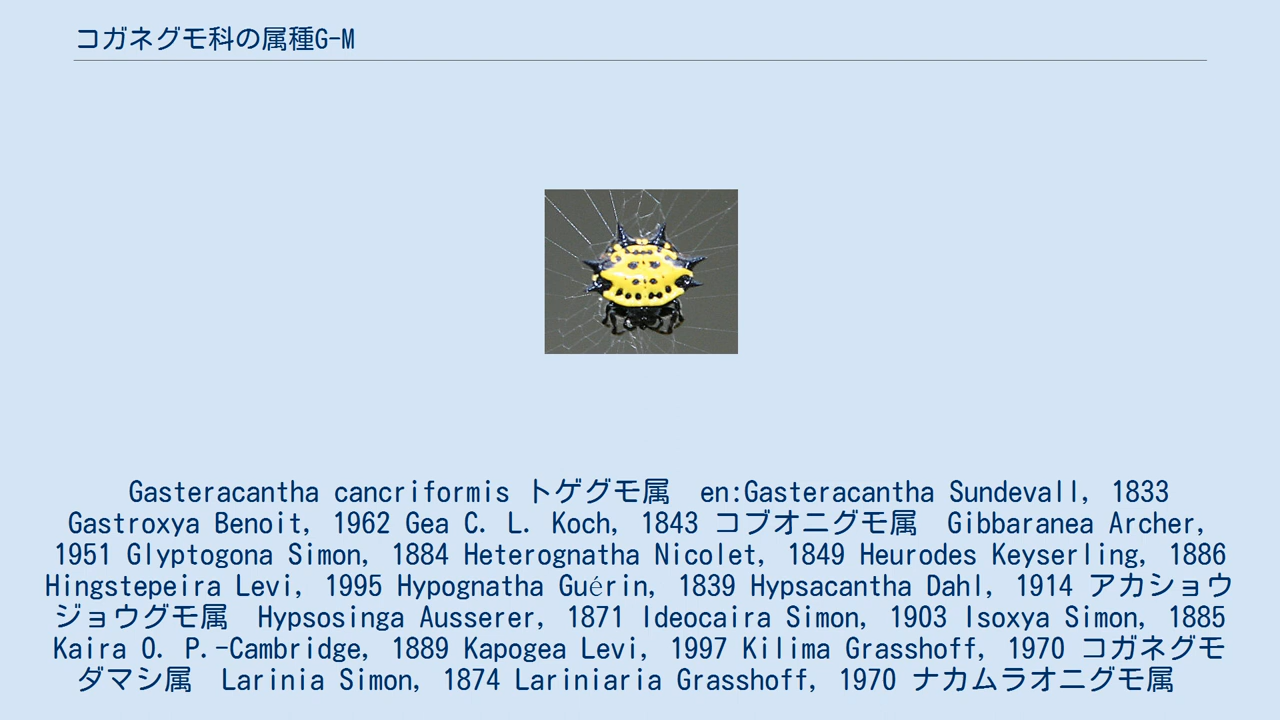 コガネグモ科の属種G-M
Gasteracantha cancriformis トゲグモ属　en:Gasteracantha Sundevall, 1833
Gastroxya Benoit, 1962 Gea C. L. Koch, 1843 コブオニグモ属　Gibbaranea Archer,
1951 Glyptogona Simon, 1884 Heterognatha Nicolet, 1849 Heurodes Keyserling, 1886
Hingstepeira Levi, 1995 Hypognatha Guérin, 1839 Hypsacantha Dahl, 1914 アカショウ
ジョウグモ属　Hypsosinga Ausserer, 1871 Ideocaira Simon, 1903 Isoxya Simon, 1885
Kaira O. P.-Cambridge, 1889 Kapogea Levi, 1997 Kilima Grasshoff, 1970 コガネグモ
ダマシ属　Larinia Simon, 1874 Lariniaria Grasshoff, 1970 ナカムラオニグモ属